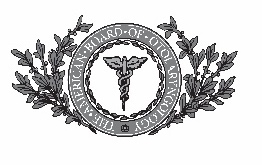 THE · AMERICAN · BOARD · OF · OTOLARYNGOLOGY